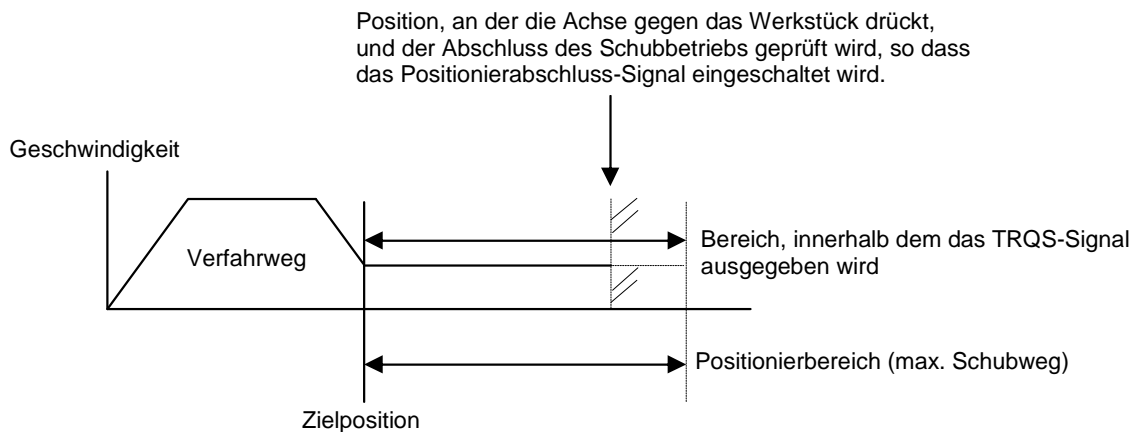 Position, an der die Achse gegen das Werkstück drückt,
und der Abschluss des Schubbetriebs geprüft wird, so dass
das Positionierabschluss-Signal eingeschaltet wird.
Geschwindigkeit
Verfahrweg
Bereich, innerhalb dem das TRQS-Signal
ausgegeben wird
Positionierbereich (max. Schubweg)
Zielposition